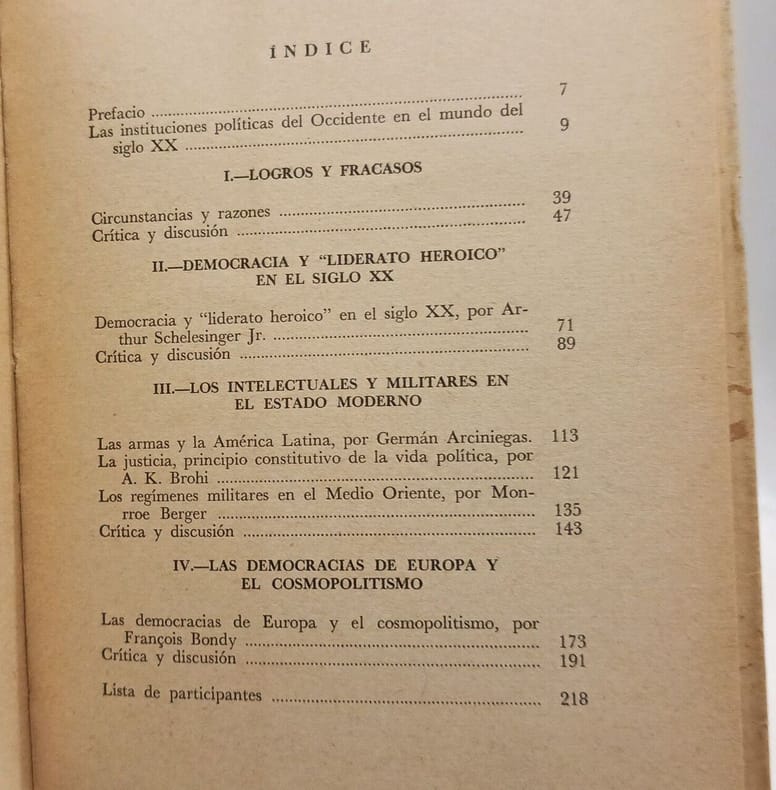 ÍNDICE
Prefacio ........ 7
Las instituciones políticas del Occidente en el mundo del
siglo XX ........ 9
I.—LOGROS Y FRACASOS
Circunstancias y razones ........ 39
Crítica y discusión ........ 47
II.—DEMOCRACIA Y "LIDERATO HEROICO"
EN EL SIGLO XX
Democracia y "liderato heroico" en el siglo XX, por Ar-
thur Schelesinger Jr. ........ 71
Crítica y discusión ........ 89
III.—LOS INTELECTUALES Y MILITARES EN
EL ESTADO MODERNO
Las armas y la América Latina, por Germán Arciniegas. 113
La justicia, principio constitutivo de la vida política, por
A. K. Brohi ........ 121
Los regímenes militares en el Medio Oriente, por Mon-
rroe Berger ........ 135
Crítica y discusión ........ 143
IV.—LAS DEMOCRACIAS DE EUROPA Y
EL COSMOPOLITISMO
Las democracias de Europa y el cosmopolitismo, por
François Bondy ........ 173
Crítica y discusión ........ 191
Lista de participantes ........ 218